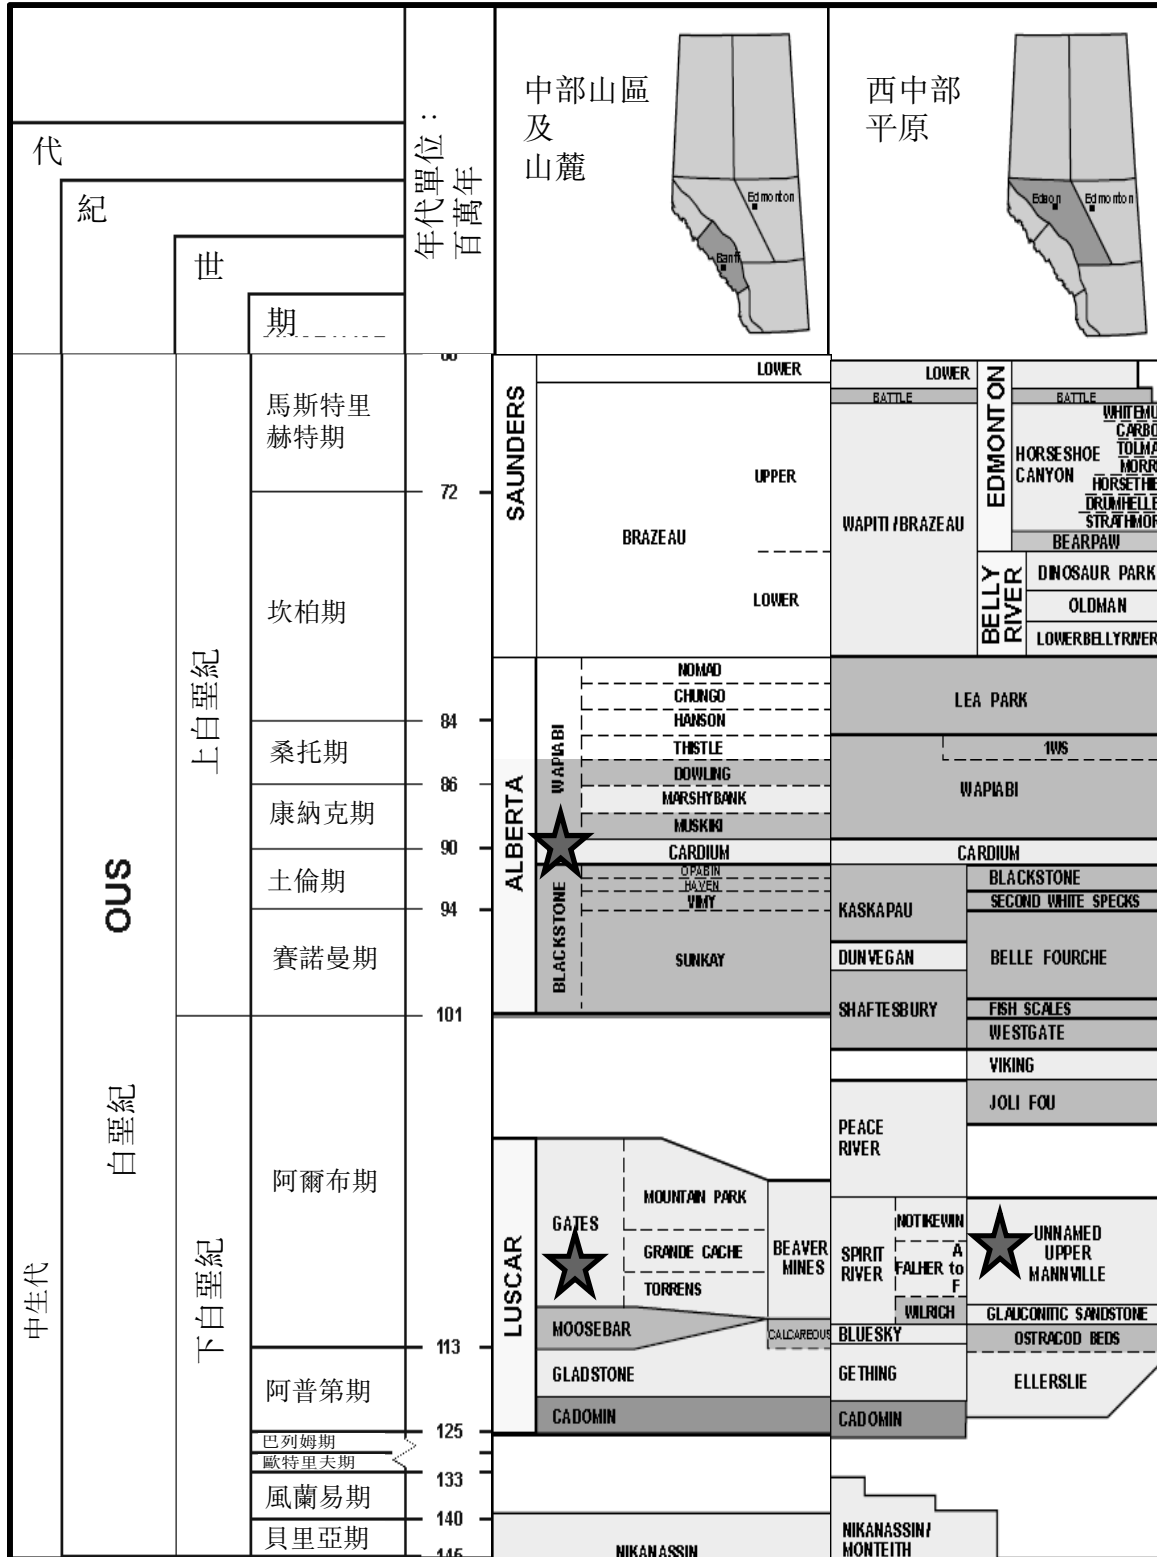 代
紀
世
期
年代單位：
百萬年
中部山區
及
山麓
Edmonton
Banff
西中部
平原
Edson
Edmonton
中生代
OUS
白堊紀
上白堊紀
下白堊紀
馬斯特里
赫特期
坎柏期
桑托期
康納克期
土倫期
賽諾曼期
阿爾布期
阿普第期
巴列姆期
歐特里夫期
風蘭易期
貝里亞期
72
84
86
90
94
101
113
125
133
140
SAUNDERS
LOWER
BRAZEAU
UPPER
LOWER
ALBERTA
WAPIABI
NOMAD
CHUNGO
HANSON
THISTLE
DOWLING
MARSHYBANK
MUSKIKI
CARDIUM
BLACKSTONE
OPABIN
HAVEN
VIMY
SUNKAY
LUSCAR
GATES
MOUNTAIN PARK
GRANDE CACHE
TORRENS
BEAVER
MINES
MOOSEBAR
CALCAREOUS
GLADSTONE
CADOMIN
NIKANASSIN
LOWER
BATTLE
WAPITI/BRAZEAU
EDMONTON
BATTLE
HORSESHOE
CANYON
WHITEMU
CARBO
TOLMA
MORR
HORSETHIE
DRUMHELLE
STRATHMOR
BEARPAW
BELLY
RIVER
DINOSAUR PARK
OLDMAN
LOWERBELLYRIVER
LEA PARK
1WS
WAPIABI
CARDIUM
KASKAPAU
DUNVEGAN
SHAFTESBURY
BLACKSTONE
SECOND WHITE SPECKS
BELLE FOURCHE
FISH SCALES
WESTGATE
VIKING
JOLI FOU
PEACE
RIVER
SPIRIT
RIVER
NOTIKEWIN
A
FALHER to
F
WILRICH
UNNAMED
UPPER
MANNVILLE
GLAUCONITIC SANDSTONE
BLUESKY
OSTRACOD BEDS
GETHING
ELLERSLIE
CADOMIN
NIKANASSIN/
MONTEITH